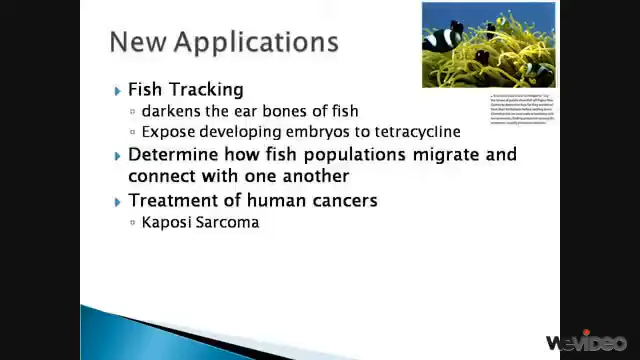 New Applications
Fish Tracking
darkens the ear bones of fish
Expose developing embryos to tetracycline
Determine how fish populations migrate and
connect with one another
Treatment of human cancers
Kaposi Sarcoma
WEVIDEO